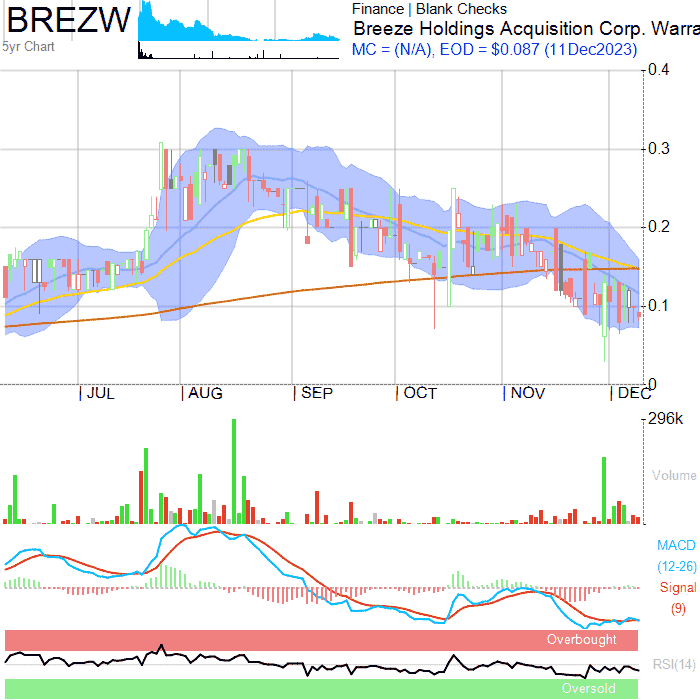 BREZW
5yr Chart
Finance | Blank Checks
Breeze Holdings Acquisition Corp. Warra
MC = (N/A), EOD = $0.087 (11Dec2023)
0.4
0.3
0.2
0.1
0
| JUL | AUG | SEP | OCT | NOV | DEC
296k
Volume
MACD
(12-26)
Signal
(9)
Overbought
RSI(14)
Oversold